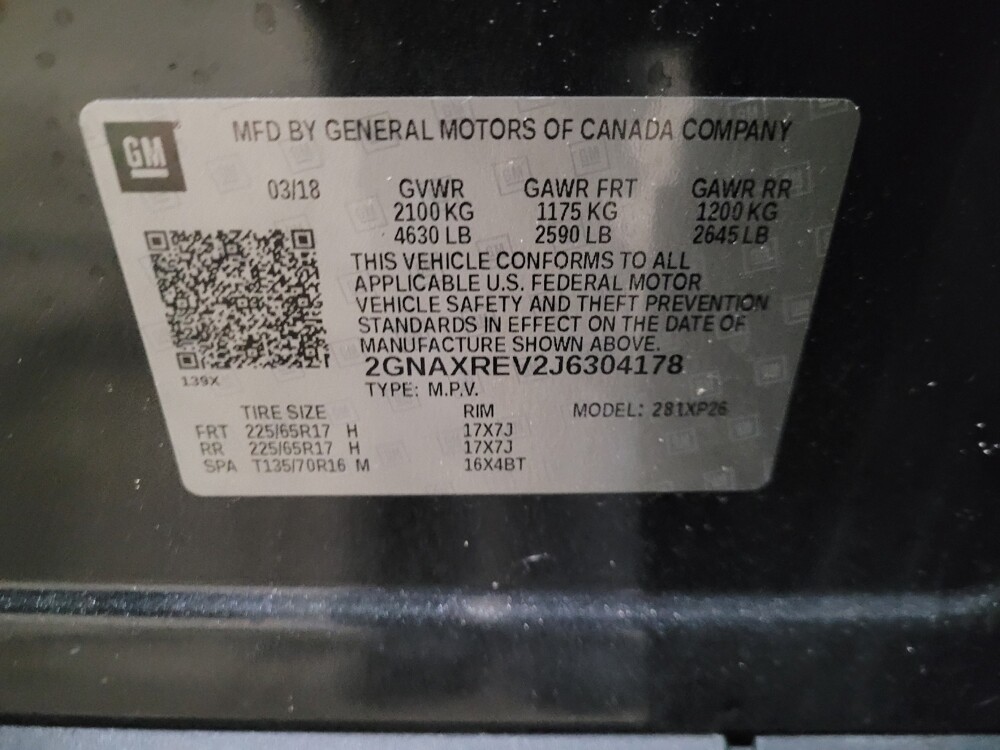 GM
MFD BY GENERAL MOTORS OF CANADA COMPANY
03/18 GVWR GAWR FRT GAWR RR
2100 KG 1175 KG 1200 KG
4630 LB 2590 LB 2645 LB
THIS VEHICLE CONFORMS TO ALL
APPLICABLE U.S. FEDERAL MOTOR
VEHICLE SAFETY AND THEFT PREVENTION
STANDARDS IN EFFECT ON THE DATE OF
MANUFACTURE SHOWN ABOVE.
2GNAXREV2J6304178
139X
TYPE: M.P.V.
TIRE SIZE RIM MODEL: 281XP26
FRT 225/65R17 H 17X7J
RR 225/65R17 H 17X7J
SPA T135/70R16 M 16X4BT